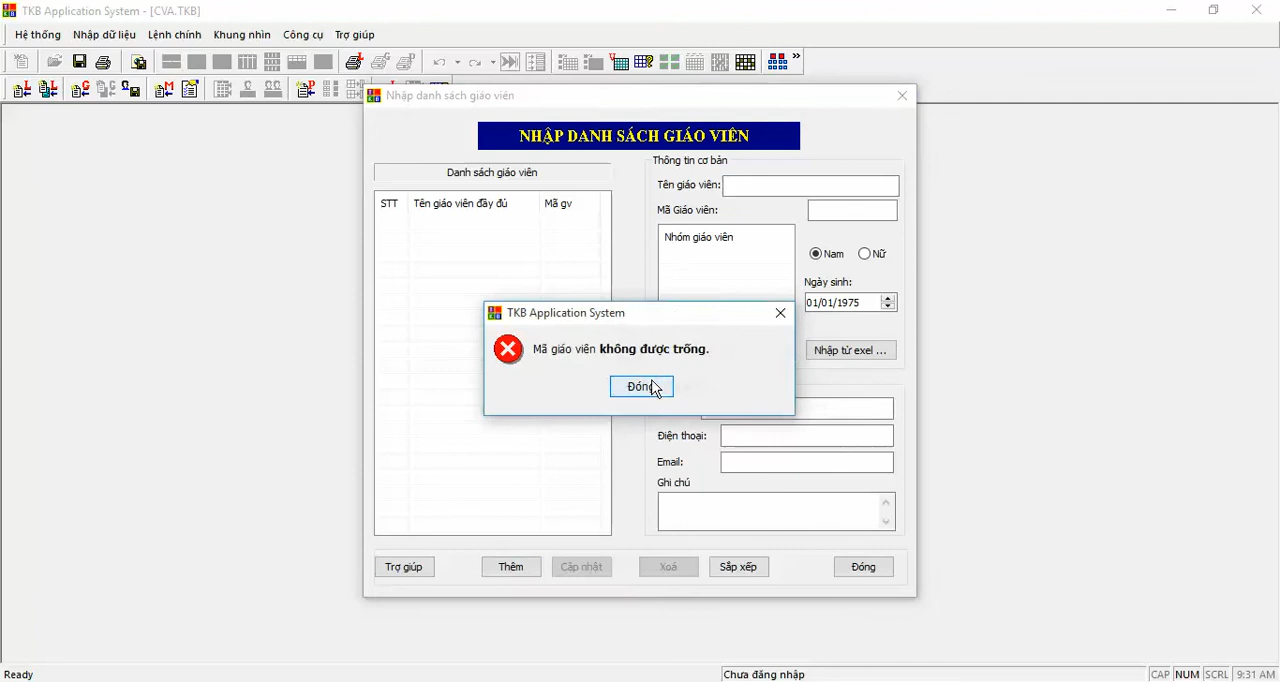 TKB Application System - [CVA.TKB]
Hệ thống Nhập dữ liệu Lệnh chính Khung nhìn Công cụ Trợ giúp
Nhập danh sách giáo viên
NHẬP DANH SÁCH GIÁO VIÊN
Danh sách giáo viên
STT Tên giáo viên đầy đủ Mã gv
Thông tin cơ bản
Tên giáo viên:
Mã Giáo viên:
Nhóm giáo viên
Nam Nữ
Ngày sinh:
01/01/1975
TKB Application System
Mã giáo viên không được trống.
Đóng
Nhập từ exel ...
Điện thoại:
Email:
Ghi chú
Trợ giúp Thêm Cập nhật Xoá Sắp xếp Đóng
Ready Chưa đăng nhập CAP NUM SCRL 9:31 AM